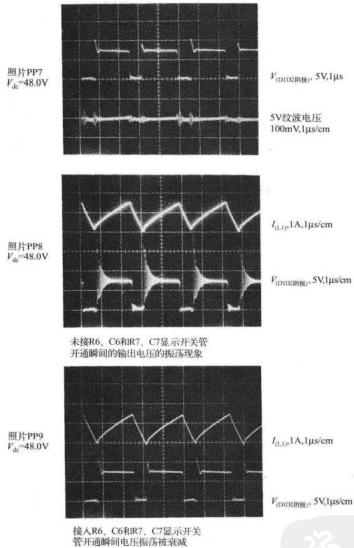 照片PP7
Vdc=48.0V
V(D1D2阴极), 5V,1μs
5V纹波电压
100mV,1μs/cm
照片PP8
Vdc=48.0V
I(L1),1A,1μs/cm
V(D1D2阴极),5V,1μs/cm
未接R6、C6和R7、C7显示开关管
开通瞬间的输出电压的振荡现象
照片PP9
Vdc=48.0V
I(L1),1A,1μs/cm
V(D1D2阴极),5V,1μs/cm
接入R6、C6和R7、C7显示开关
管开通瞬间电压振荡被衰减